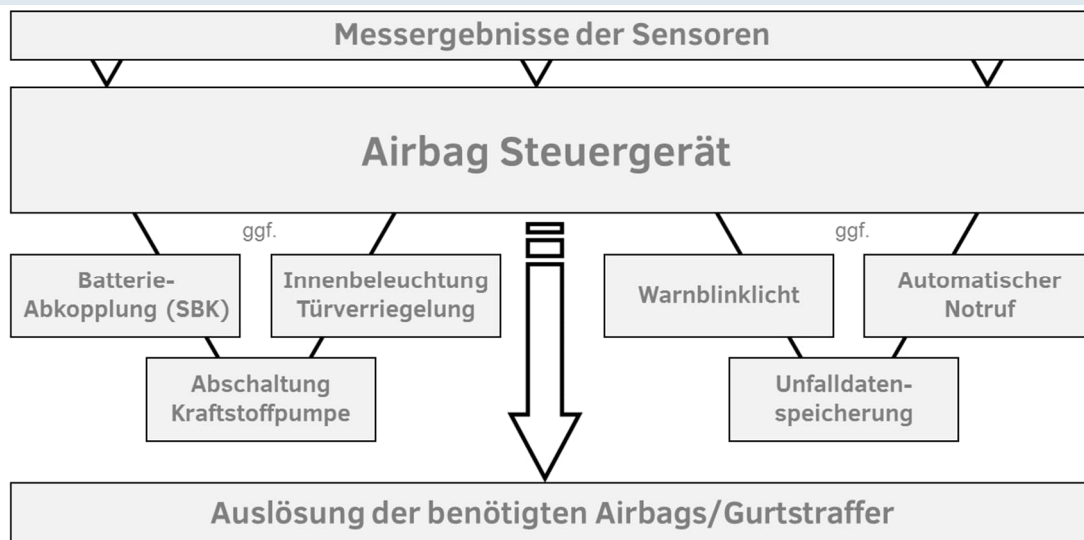 Messergebnisse der Sensoren
Airbag Steuergerät
ggf.
ggf.
Batterie-
Abkopplung (SBK)
Innenbeleuchtung
Türverriegelung
Warnblinklicht
Automatischer
Notruf
Abschaltung
Kraftstoffpumpe
Unfalldaten-
speicherung
Auslösung der benötigten Airbags/Gurtstraffer